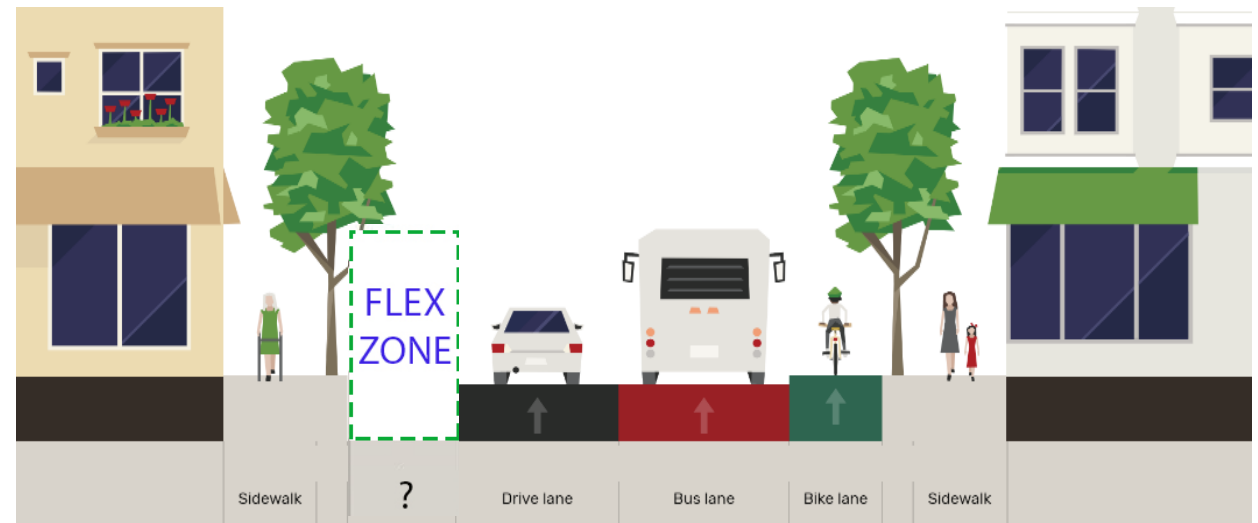 FLEX
ZONE
Sidewalk
?
Drive lane
Bus lane
Bike lane
Sidewalk